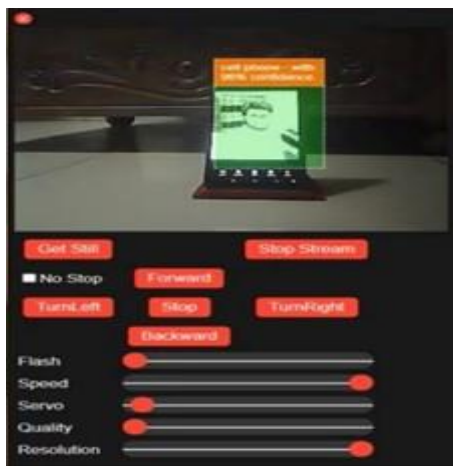 cell phone - with
96% confidence.
Get Still
Stop Stream
No Stop
Forward
TurnLeft
Stop
TurnRight
Backward
Flash
Speed
Servo
Quality
Resolution